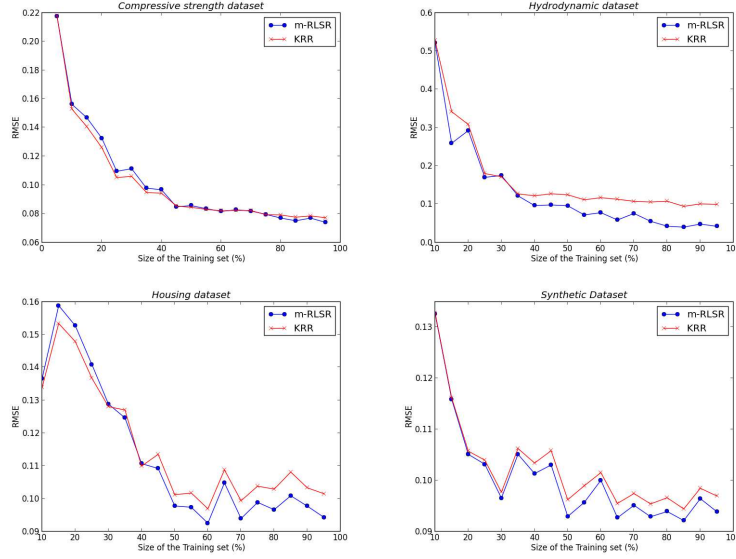 Compressive strength dataset
0.22
0.20
0.18
0.16
0.14
0.12
0.10
0.08
0.06
RMSE
m-RLSR
KRR
0 20 40 60 80 100
Size of the Training set (%)
Hydrodynamic dataset
0.6
0.5
0.4
0.3
0.2
0.1
0.0
RMSE
m-RLSR
KRR
10 20 30 40 50 60 70 80 90
Size of the Training set (%)
Housing dataset
0.16
0.15
0.14
0.13
0.12
0.11
0.10
0.09
RMSE
m-RLSR
KRR
10 20 30 40 50 60 70 80 90 100
Size of the Training set (%)
Synthetic Dataset
0.13
0.12
0.11
0.10
0.09
RMSE
m-RLSR
KRR
10 20 30 40 50 60 70 80 90
Size of the Training set (%)